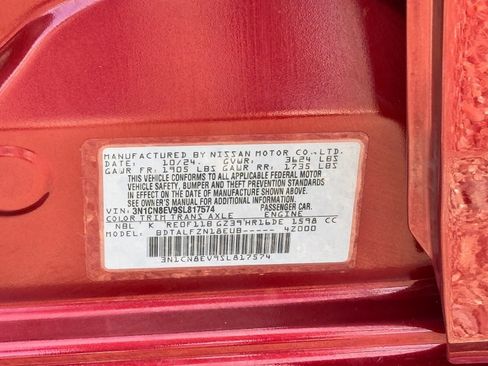 MANUFACTURED BY NISSAN MOTOR CO.,LTD.
DATE: 10/24. GVWR: 3624 LBS
GAWR FR: 1905 LBS GAWR RR: 1735 LBS
THIS VEHICLE CONFORMS TO ALL APPLICABLE FEDERAL MOTOR
VEHICLE SAFETY, BUMPER AND THEFT PREVENTION STANDARDS
IN EFFECT ON THE DATE OF MANUFACTURE SHOWN ABOVE.
SEE OWNER'S MANUAL FOR ADDITIONAL INFORMATION.
VIN: 3N1CN8EV9SL817574 PASSENGER CAR.
COLOR TRIM TRANS AXLE ENGINE
NBL K RE0F11B GZ39 HR16DE 1598 CC
MODEL: BDTALFZN18EUB----- 4Z000
3N1CN8EV9SL817574